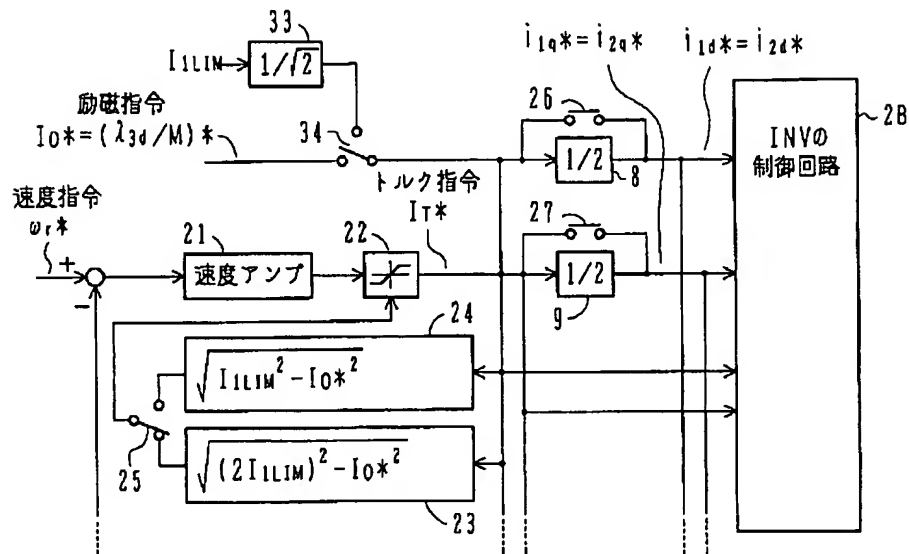 33
I1LIM
1/√2
励磁指令
I0*=(λ3d/M)*
34
i1q*=i2q*
i1d*=i2d*
26
1/2
8
2B
INVの
制御回路
トルク指令
IT*
速度指令
ωr*
+
-
21
速度アンプ
22
27
1/2
9
24
√I1LIM²-I0*²
25
√(2I1LIM)²-I0*²
23